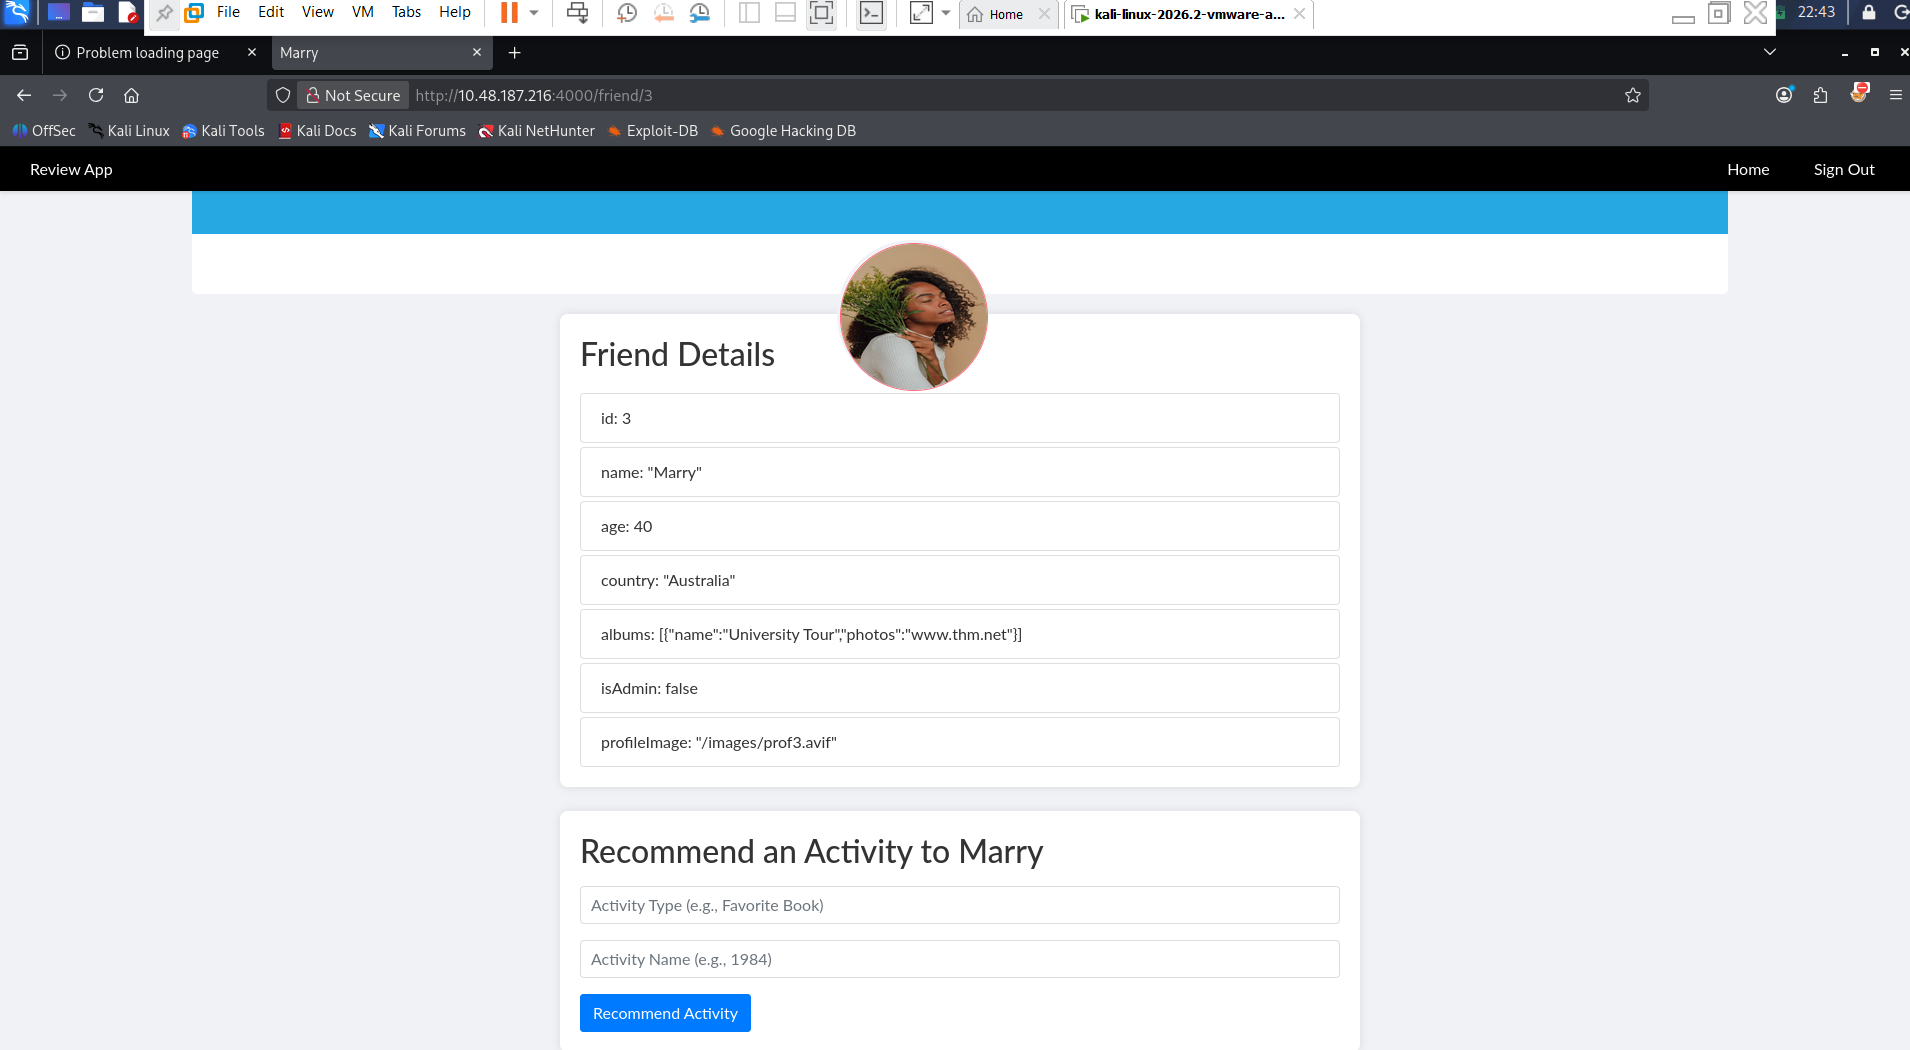 File Edit View VM Tabs Help Home kali-linux-2026.2-vmware-a... 22:43
Problem loading page Marry
Not Secure http://10.48.187.216:4000/friend/3
OffSec Kali Linux Kali Tools Kali Docs Kali Forums Kali NetHunter Exploit-DB Google Hacking DB
Review App Home Sign Out
Friend Details
id: 3
name: "Marry"
age: 40
country: "Australia"
albums: [{"name":"University Tour","photos":"www.thm.net"}]
isAdmin: false
profileImage: "/images/prof3.avif"
Recommend an Activity to Marry
Activity Type (e.g., Favorite Book)
Activity Name (e.g., 1984)
Recommend Activity